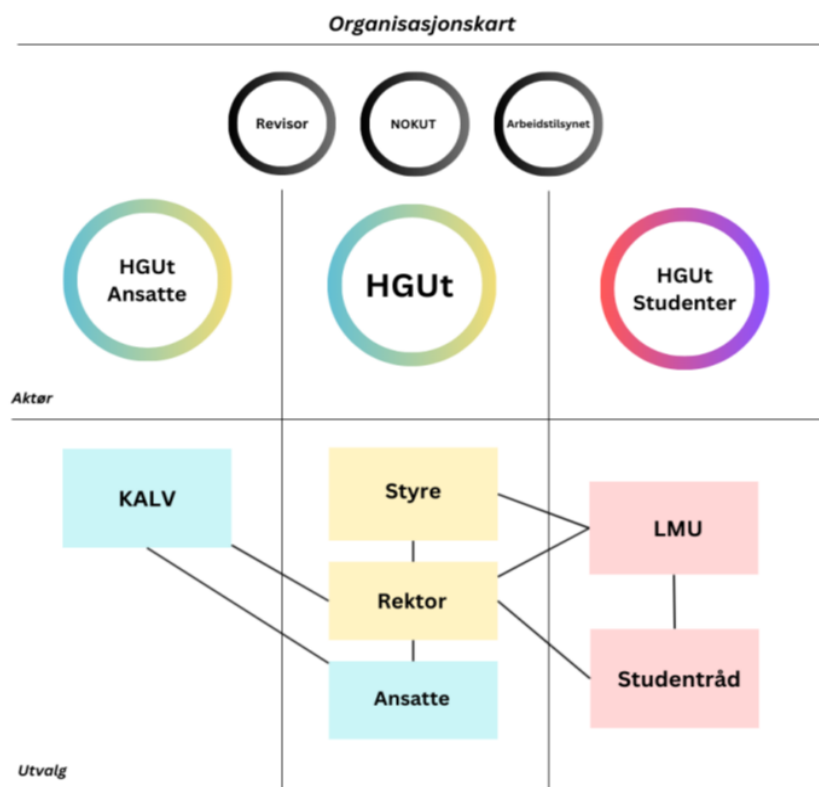 Organisasjonskart
Revisor
NOKUT
Arbeidstilsynet
HGUt
Ansatte
HGUt
HGUt
Studenter
Aktør
KALV
Styre
LMU
Rektor
Studentråd
Ansatte
Utvalg